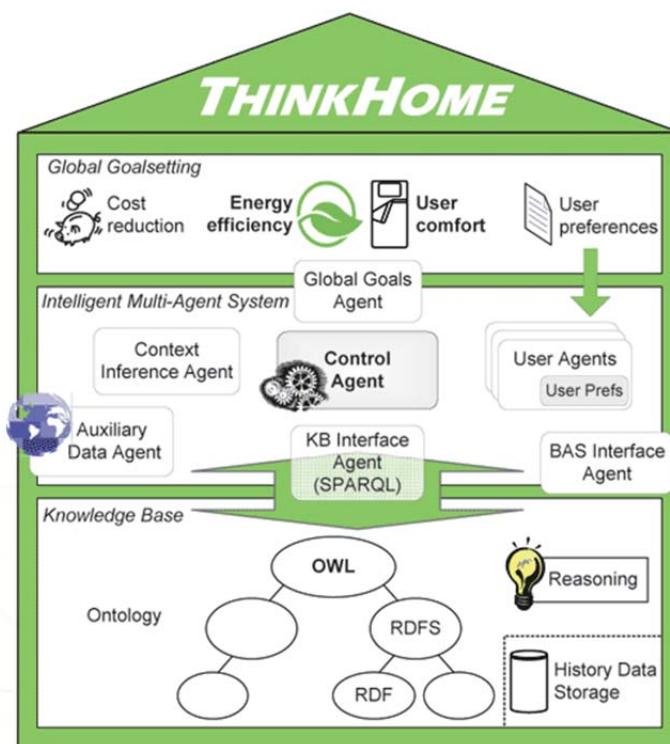 THINKHOME
Global Goalsetting
Cost
reduction
Energy
efficiency
User
comfort
User
preferences
Global Goals
Agent
Intelligent Multi-Agent System
Context
Inference Agent
Control
Agent
User Agents
User Prefs
Auxiliary
Data Agent
KB Interface
Agent
(SPARQL)
BAS Interface
Agent
Knowledge Base
OWL
Reasoning
Ontology
RDFS
RDF
History Data
Storage